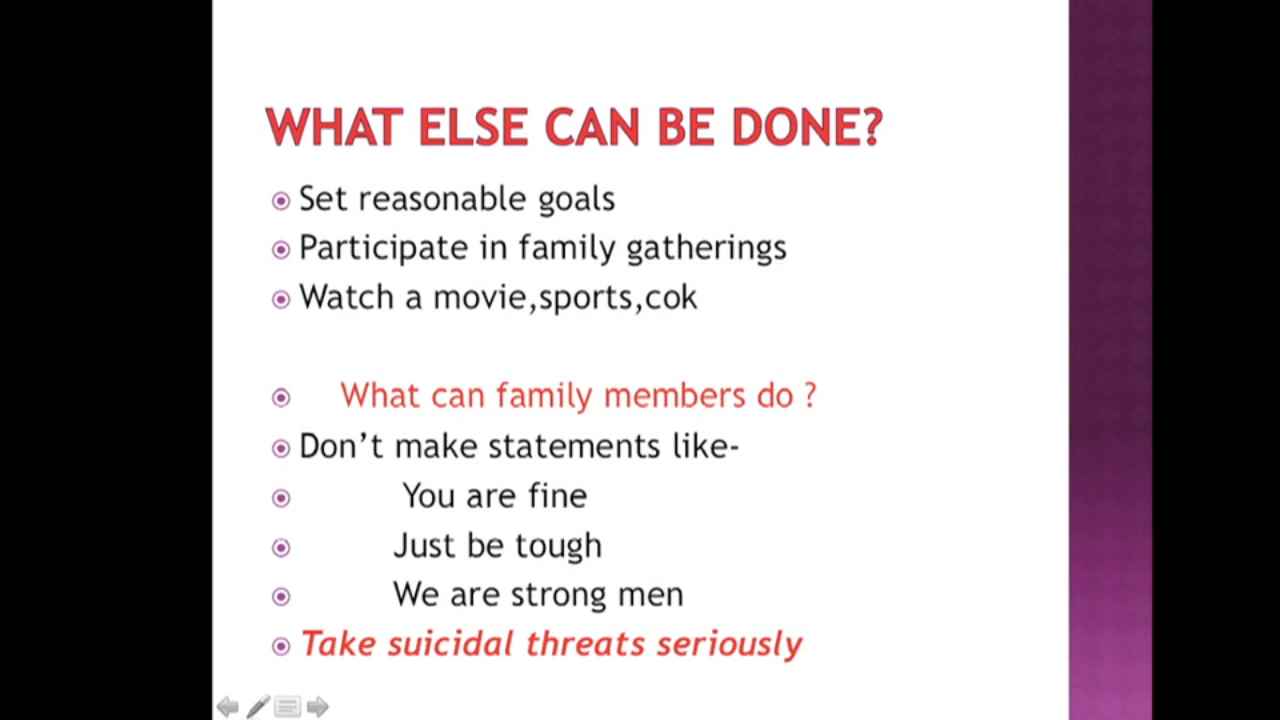 WHAT ELSE CAN BE DONE?
Set reasonable goals
Participate in family gatherings
Watch a movie,sports,cok
What can family members do ?
Don’t make statements like-
You are fine
Just be tough
We are strong men
Take suicidal threats seriously